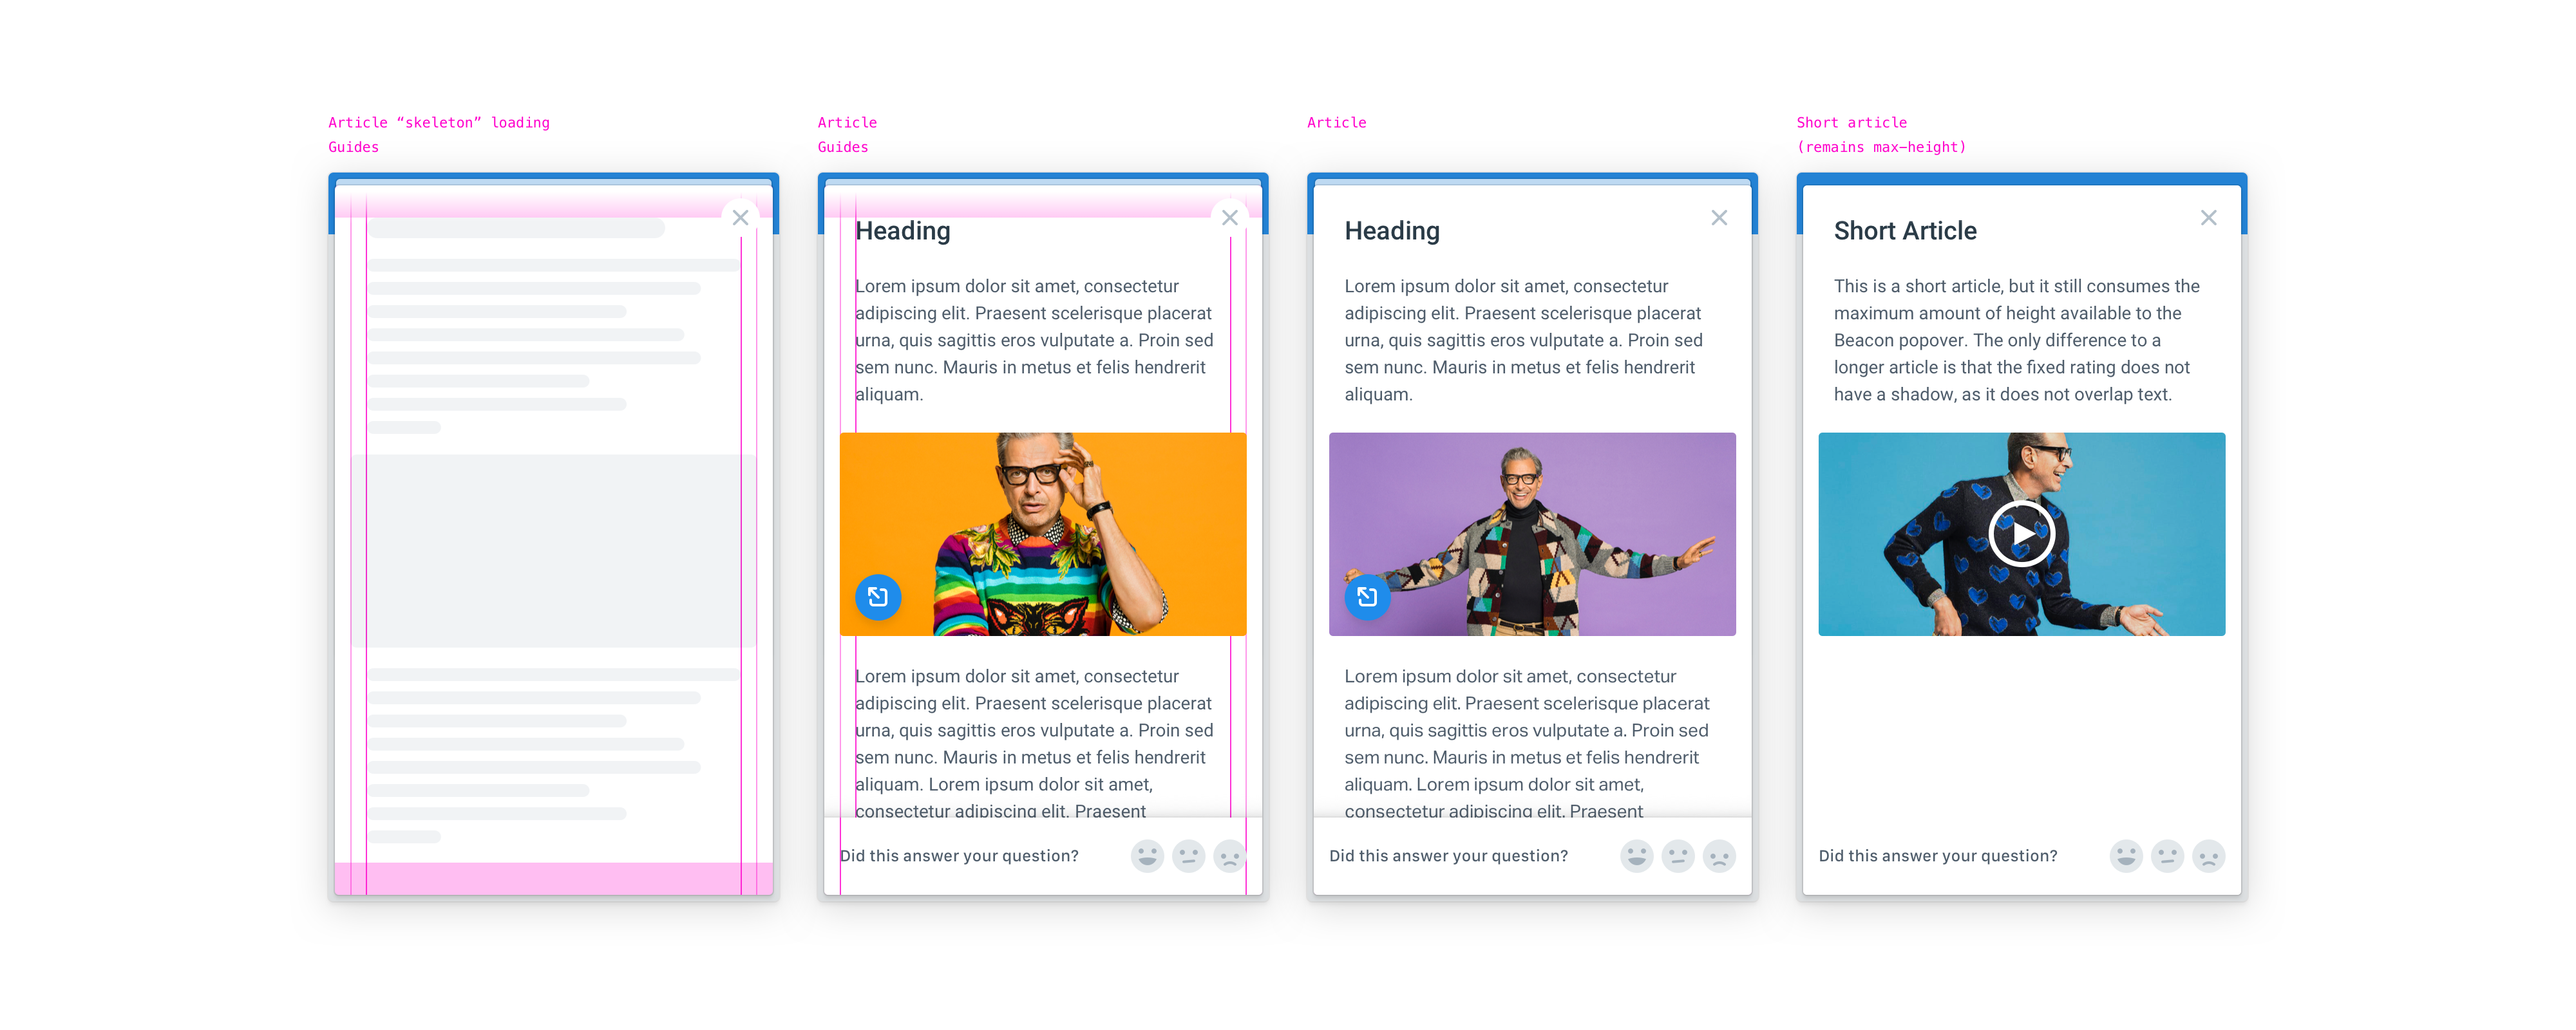 Article “skeleton” loading
Guides
Article
Guides
Heading
Lorem ipsum dolor sit amet, consectetur
adipiscing elit. Praesent scelerisque placerat
urna, quis sagittis eros vulputate a. Proin sed
sem nunc. Mauris in metus et felis hendrerit
aliquam.
Lorem ipsum dolor sit amet, consectetur
adipiscing elit. Praesent scelerisque placerat
urna, quis sagittis eros vulputate a. Proin sed
sem nunc. Mauris in metus et felis hendrerit
aliquam. Lorem ipsum dolor sit amet,
consectetur adipiscing elit. Praesent
Did this answer your question?
Article
Heading
Lorem ipsum dolor sit amet, consectetur
adipiscing elit. Praesent scelerisque placerat
urna, quis sagittis eros vulputate a. Proin sed
sem nunc. Mauris in metus et felis hendrerit
aliquam.
Lorem ipsum dolor sit amet, consectetur
adipiscing elit. Praesent scelerisque placerat
urna, quis sagittis eros vulputate a. Proin sed
sem nunc. Mauris in metus et felis hendrerit
aliquam. Lorem ipsum dolor sit amet,
consectetur adipiscing elit. Praesent
Did this answer your question?
Short article
(remains max-height)
Short Article
This is a short article, but it still consumes the
maximum amount of height available to the
Beacon popover. The only difference to a
longer article is that the fixed rating does not
have a shadow, as it does not overlap text.
Did this answer your question?